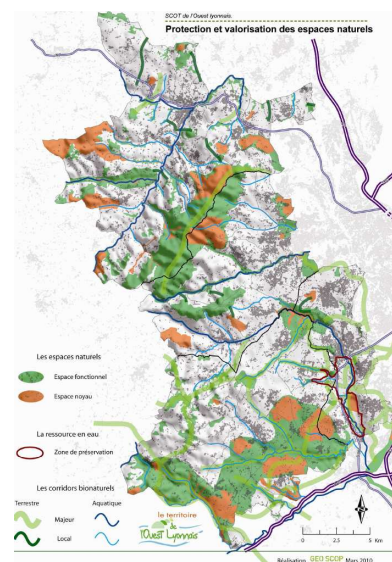 SCOT de l'Ouest lyonnais.
Protection et valorisation des espaces naturels
Les espaces naturels
Espace fonctionnel
Espace noyau
La ressource en eau
Zone de préservation
Les corridors bionaturels
Terrestre Aquatique
Majeur
Local
le territoire
de
l'Ouest Lyonnais
N
0 2.5 5 Km
Réalisation GEO SCOP Mars 2010